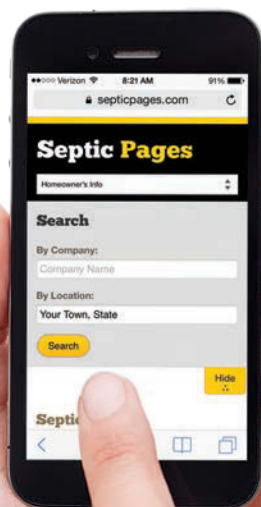 Verizon 8:21 AM 91%
septicpages.com
Septic Pages
Homeowner's Info
Search
By Company:
Company Name
By Location:
Your Town, State
Search
Hide
Septic